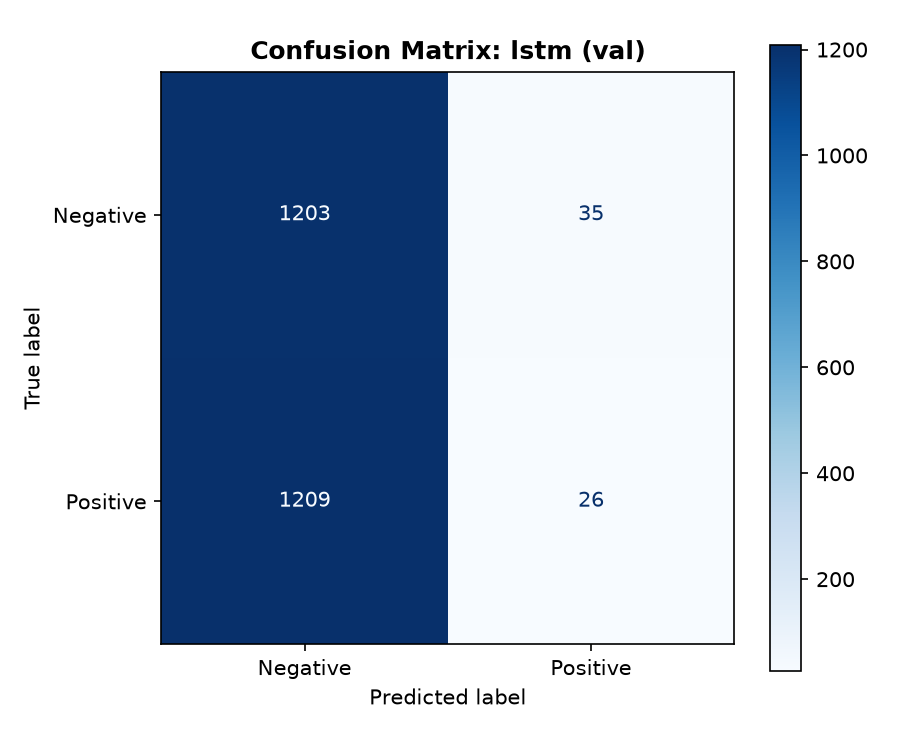 Confusion Matrix: lstm (val)
True label
Negative
Positive
1203
35
1209
26
Negative
Positive
Predicted label
1200
1000
800
600
400
200